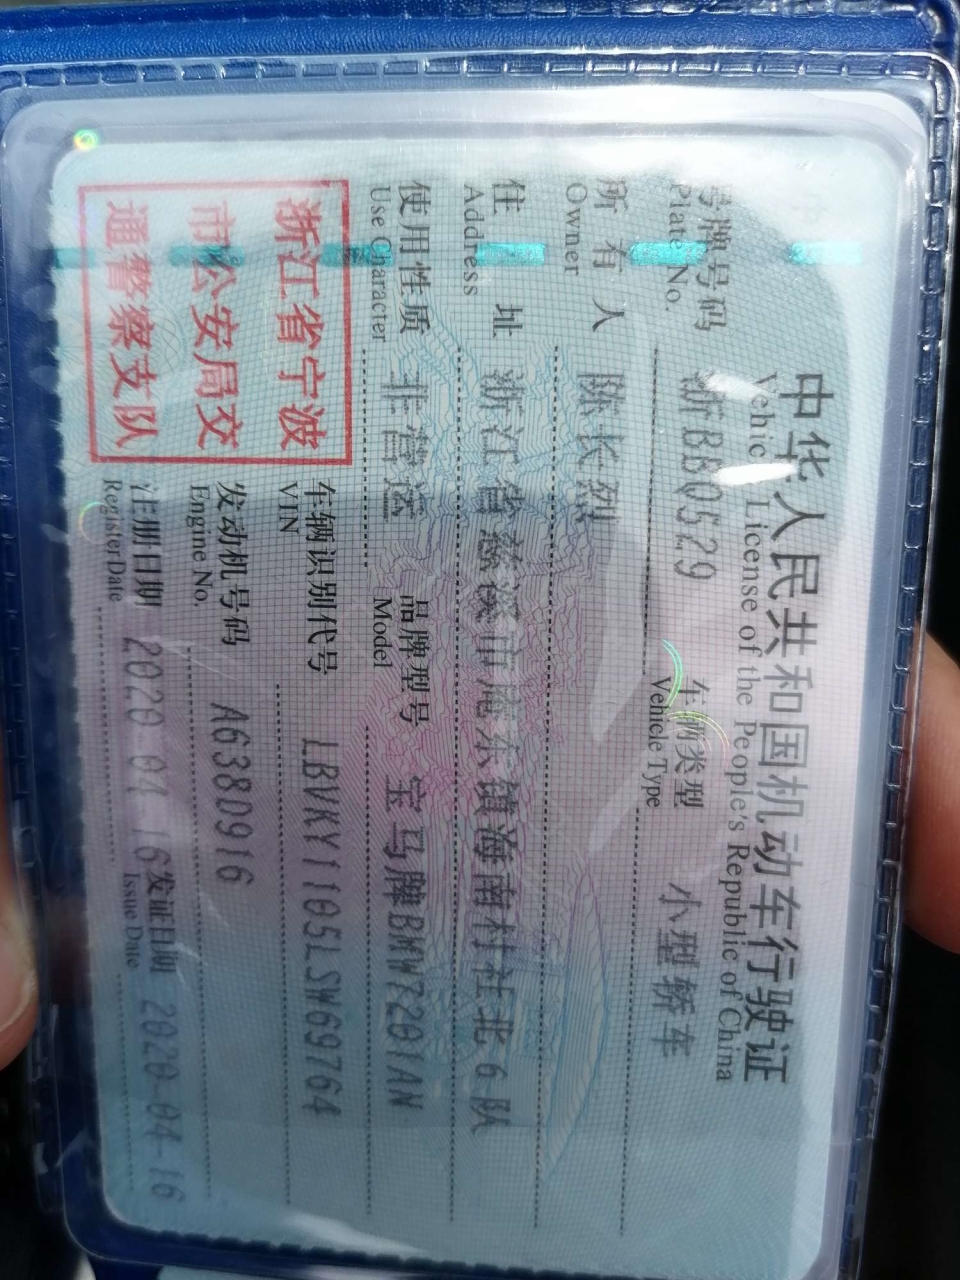 中华人民共和国机动车行驶证
Vehicle License of the People's Republic of China
号牌号码 浙BBQ529 车辆类型 小型轿车
Plate No. Vehicle Type
所有人 陈长烈
Owner
住址 浙江省慈溪市庵东镇海南村社北6队
Address
使用性质 非营运 品牌型号 宝马牌BMW7201AN
Use Character Model
浙江省宁波
市公安局交
通警察支队
车辆识别代号 LBVKY1105LSW69764
VIN
发动机号码 A638D916
Engine No.
注册日期 2020-04-16 发证日期 2020-04-16
Register Date Issue Date